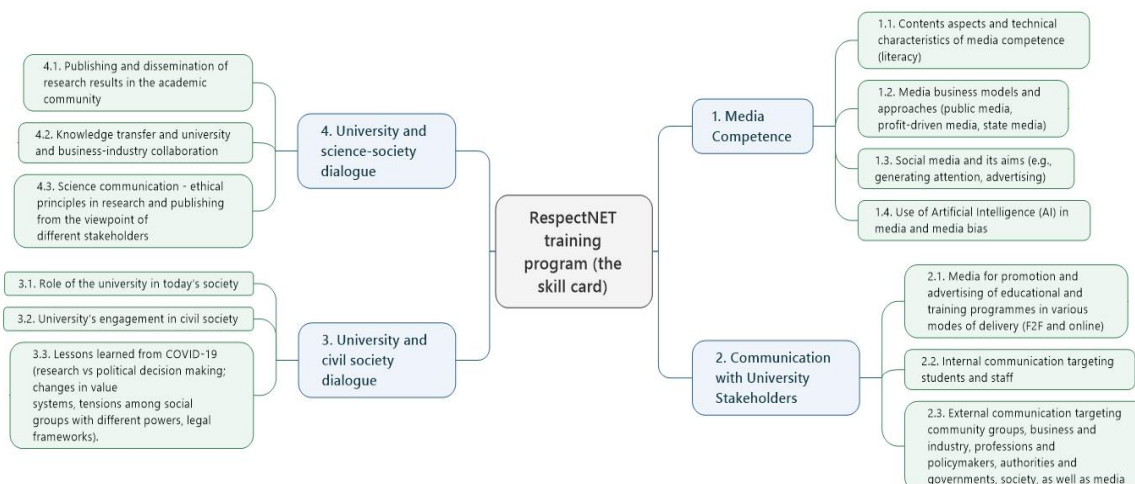 RespectNET
training
program (the
skill card)
1. Media
Competence
1.1. Contents aspects and technical
characteristics of media competence
(literacy)
1.2. Media business models and
approaches (public media,
profit-driven media, state media)
1.3. Social media and its aims (e.g.,
generating attention, advertising)
1.4. Use of Artificial Intelligence (AI) in
media and media bias
2. Communication
with University
Stakeholders
2.1. Media for promotion and
advertising of educational and
training programmes in various
modes of delivery (F2F and online)
2.2. Internal communication targeting
students and staff
2.3. External communication targeting
community groups, business and
industry, professions and
policymakers, authorities and
governments, society, as well as media
3. University and
civil society
dialogue
3.1. Role of the university in today's society
3.2. University's engagement in civil society
3.3. Lessons learned from COVID-19
(research vs political decision making;
changes in value
systems, tensions among social
groups with different powers, legal
frameworks).
4. University and
science-society
dialogue
4.1. Publishing and dissemination of
research results in the academic
community
4.2. Knowledge transfer and university
and business-industry collaboration
4.3. Science communication - ethical
principles in research and publishing
from the viewpoint of
different stakeholders